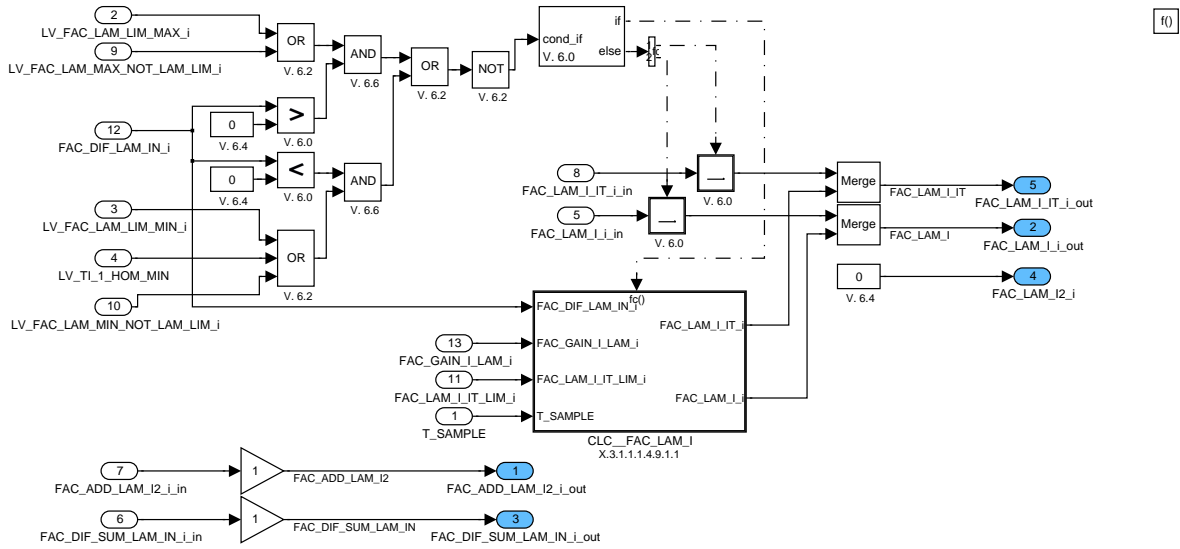 2
LV_FAC_LAM_LIM_MAX_i
9
LV_FAC_LAM_MAX_NOT_LAM_LIM_i
OR
V. 6.2
AND
V. 6.6
OR
V. 6.2
NOT
V. 6.2
cond_if
V. 6.0
if
else
f()
12
FAC_DIF_LAM_IN_i
0
V. 6.4
>
V. 6.0
0
V. 6.4
<
V. 6.0
AND
V. 6.6
3
LV_FAC_LAM_LIM_MIN_i
4
LV_TI_1_HOM_MIN
10
LV_FAC_LAM_MIN_NOT_LAM_LIM_i
OR
V. 6.2
8
FAC_LAM_I_IT_i_in
V. 6.0
5
FAC_LAM_I_i_in
V. 6.0
Merge
FAC_LAM_I_IT
5
FAC_LAM_I_IT_i_out
Merge
FAC_LAM_I
2
FAC_LAM_I_i_out
0
V. 6.4
4
FAC_LAM_I2_i
fc()
FAC_DIF_LAM_IN_i
FAC_LAM_I_IT_i
13
FAC_GAIN_I_LAM_i
FAC_GAIN_I_LAM_i
11
FAC_LAM_I_IT_LIM_i
FAC_LAM_I_IT_LIM_i
FAC_LAM_I_i
1
T_SAMPLE
T_SAMPLE
CLC__FAC_LAM_I
X.3.1.1.1.4.9.1.1
7
FAC_ADD_LAM_I2_i_in
1
FAC_ADD_LAM_I2
1
FAC_ADD_LAM_I2_i_out
6
FAC_DIF_SUM_LAM_IN_i_in
1
FAC_DIF_SUM_LAM_IN
3
FAC_DIF_SUM_LAM_IN_i_out